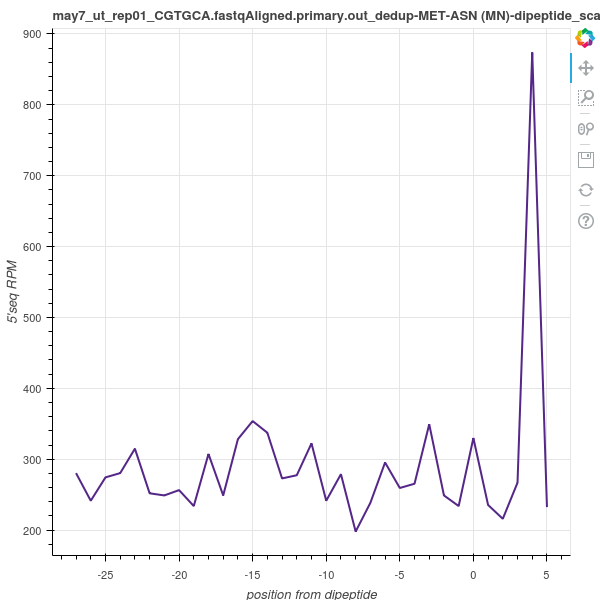 may7_ut_rep01_CGTGCA.fastqAligned.primary.out_dedup-MET-ASN (MN)-dipeptide_sca
900
800
700
600
500
400
300
200
5'seq RPM
-25 -20 -15 -10 -5 0 5
position from dipeptide